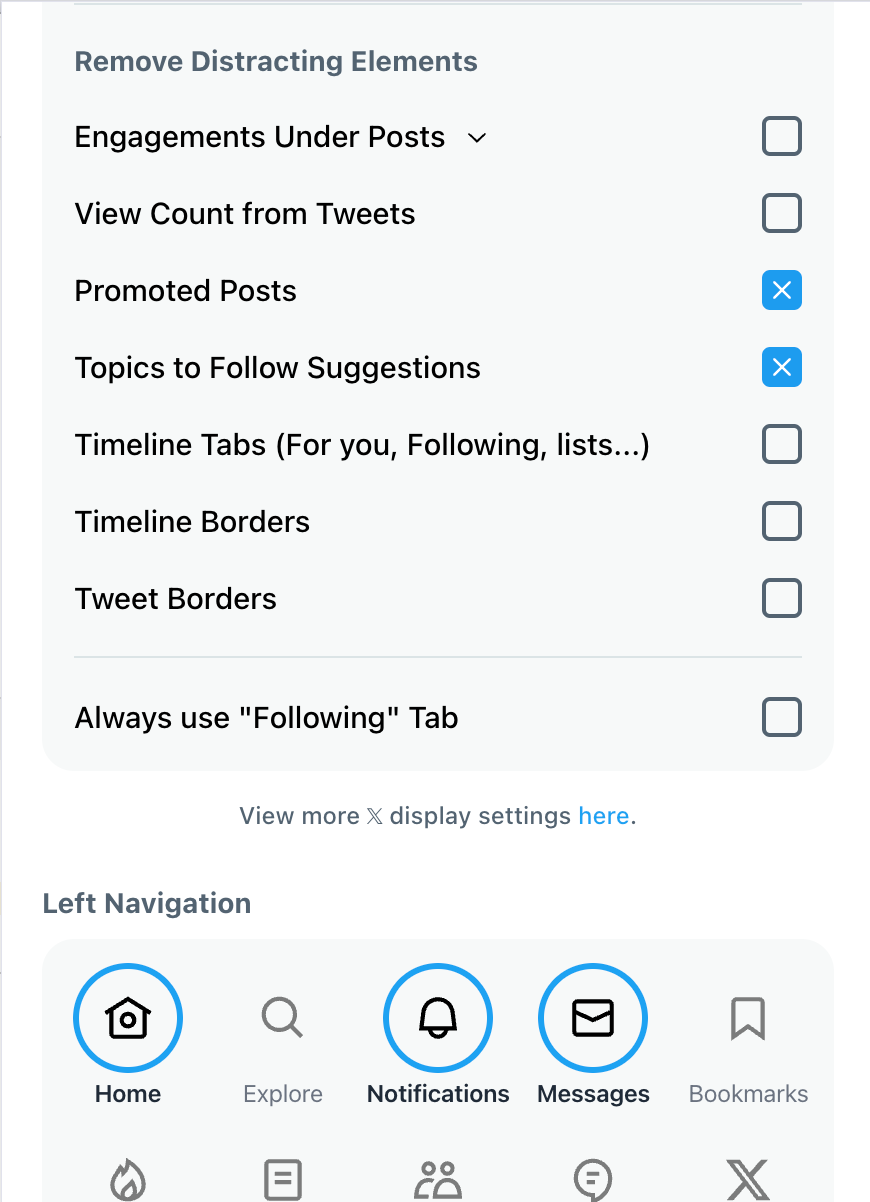 Remove Distracting Elements
Engagements Under Posts
View Count from Tweets
Promoted Posts
Topics to Follow Suggestions
Timeline Tabs (For you, Following, lists...)
Timeline Borders
Tweet Borders
Always use "Following" Tab
View more 𝕏 display settings here.
Left Navigation
Home Explore Notifications Messages Bookmarks